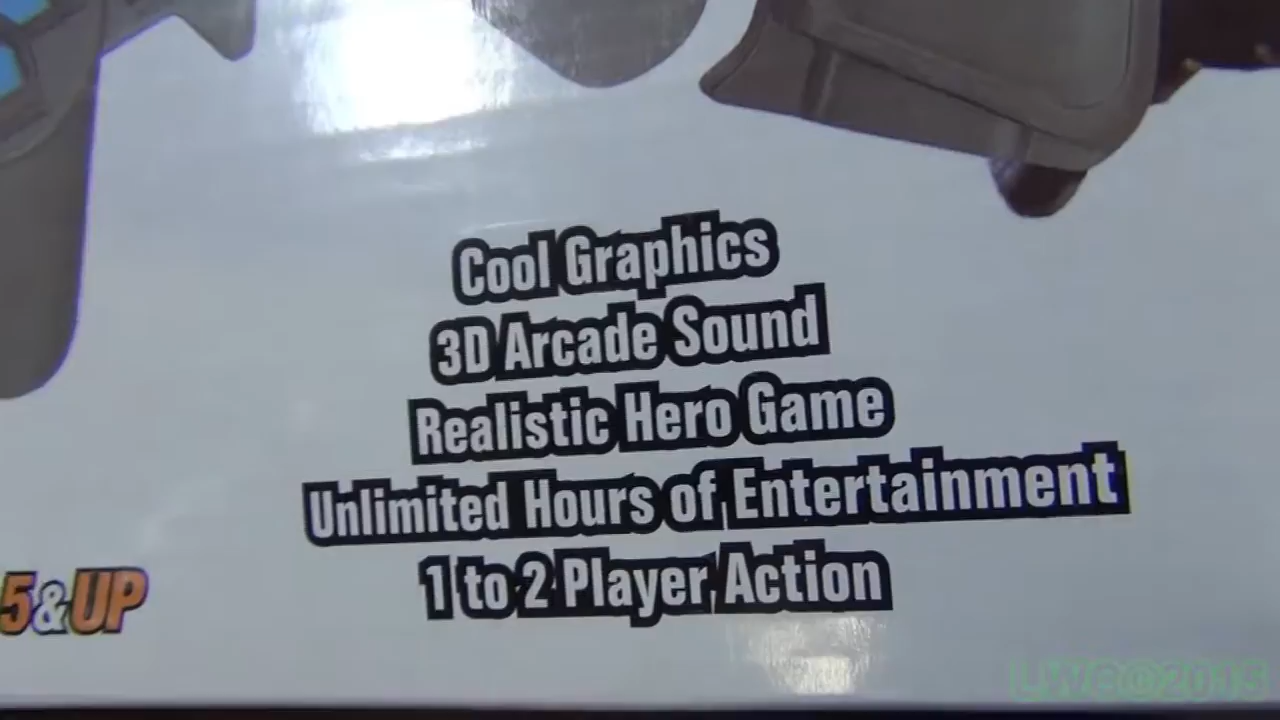 Cool Graphics
3D Arcade Sound
Realistic Hero Game
Unlimited Hours of Entertainment
1 to 2 Player Action
5&UP